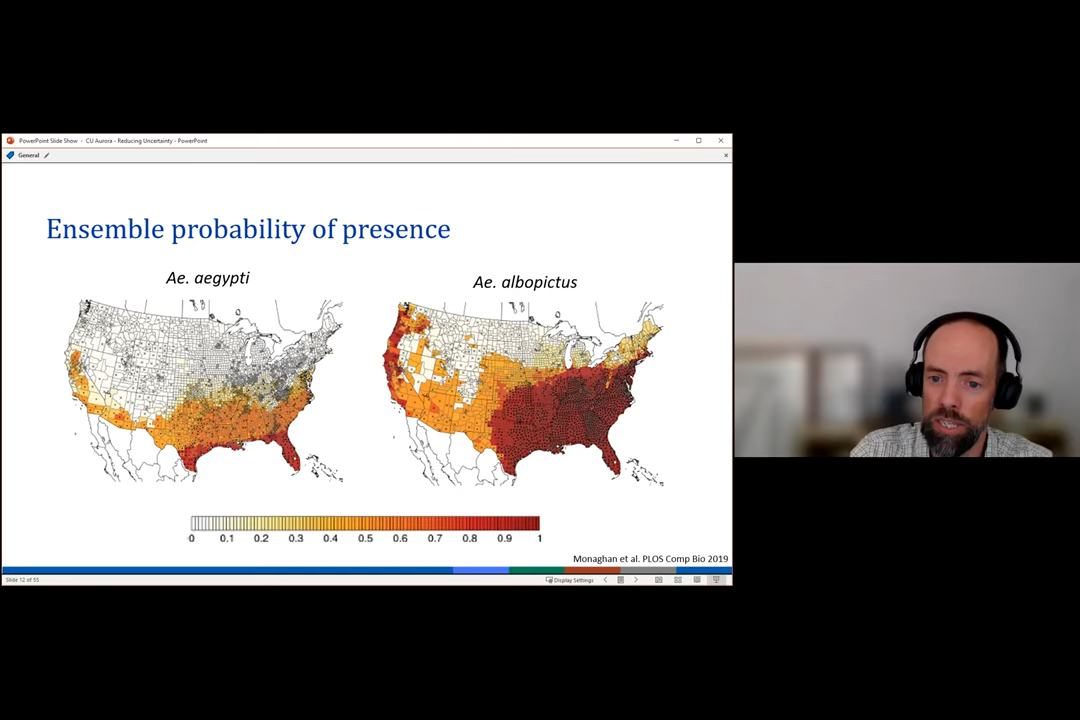 PowerPoint Slide Show - CU Aurora - Reducing Uncertainty - PowerPoint
General
Ensemble probability of presence
Ae. aegypti
Ae. albopictus
0 0.1 0.2 0.3 0.4 0.5 0.6 0.7 0.8 0.9 1
Monaghan et al. PLOS Comp Bio 2019
Slide 12 of 55
Display Settings